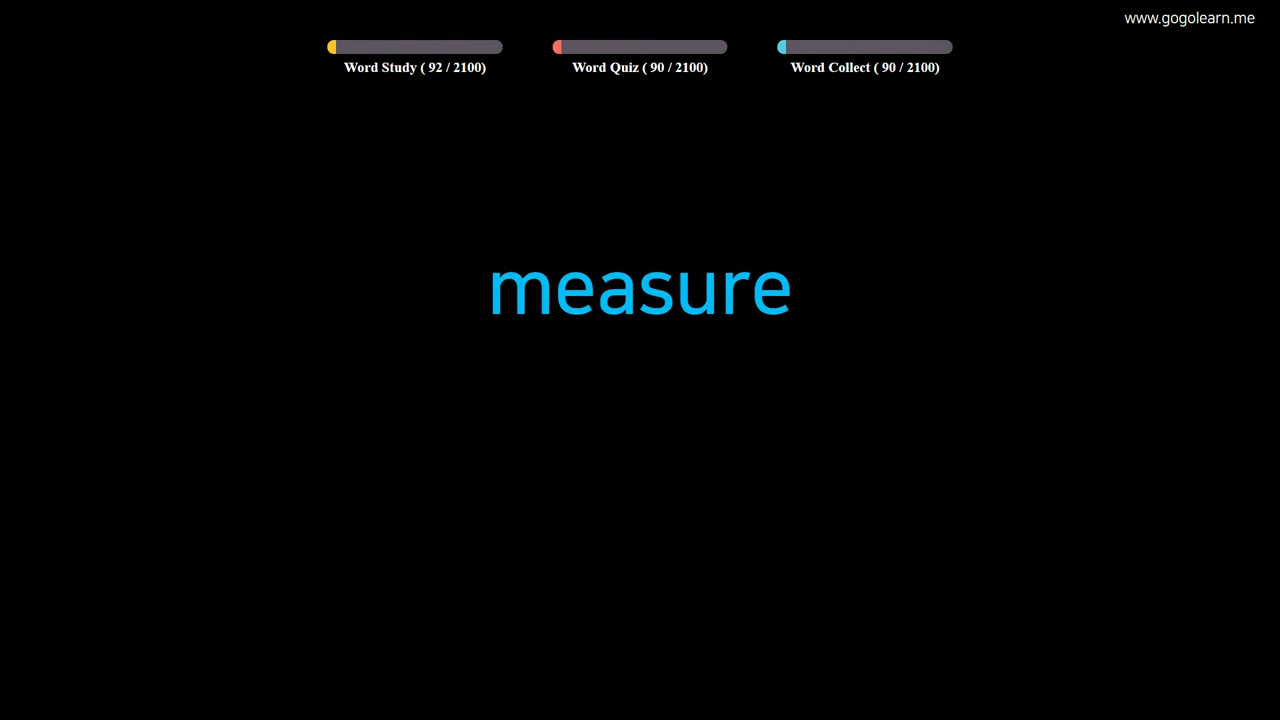 www.gogolearn.me
Word Study ( 92 / 2100)
Word Quiz ( 90 / 2100)
Word Collect ( 90 / 2100)
measure